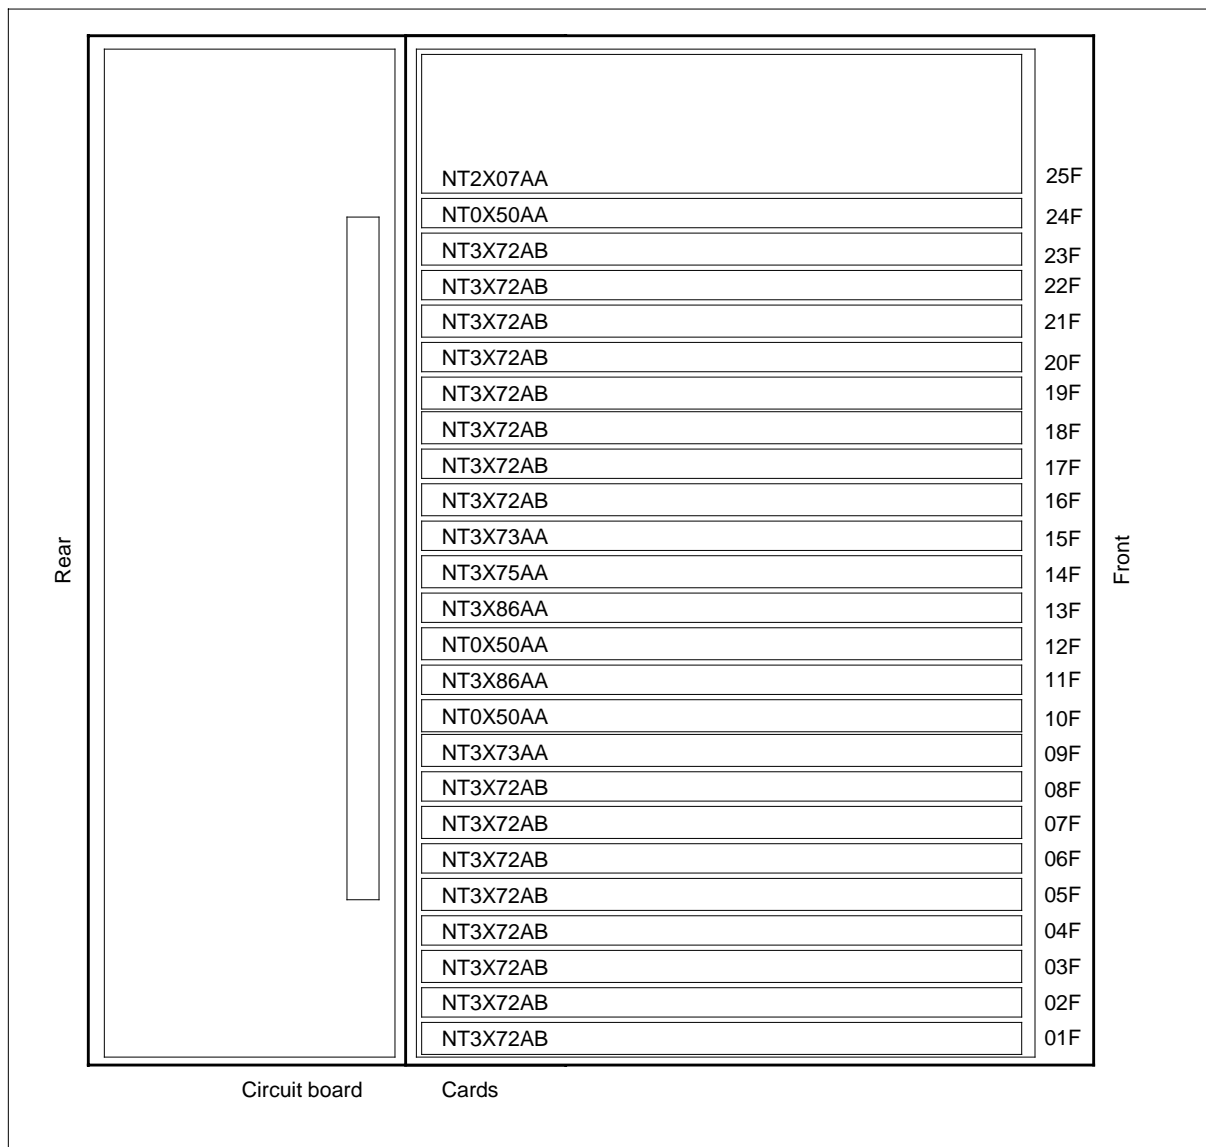 NT2X07AA 25F
NT0X50AA 24F
NT3X72AB 23F
NT3X72AB 22F
NT3X72AB 21F
NT3X72AB 20F
NT3X72AB 19F
NT3X72AB 18F
NT3X72AB 17F
NT3X72AB 16F
NT3X73AA 15F
Rear
Front
NT3X75AA 14F
NT3X86AA 13F
NT0X50AA 12F
NT3X86AA 11F
NT0X50AA 10F
NT3X73AA 09F
NT3X72AB 08F
NT3X72AB 07F
NT3X72AB 06F
NT3X72AB 05F
NT3X72AB 04F
NT3X72AB 03F
NT3X72AB 02F
NT3X72AB 01F
Circuit board Cards